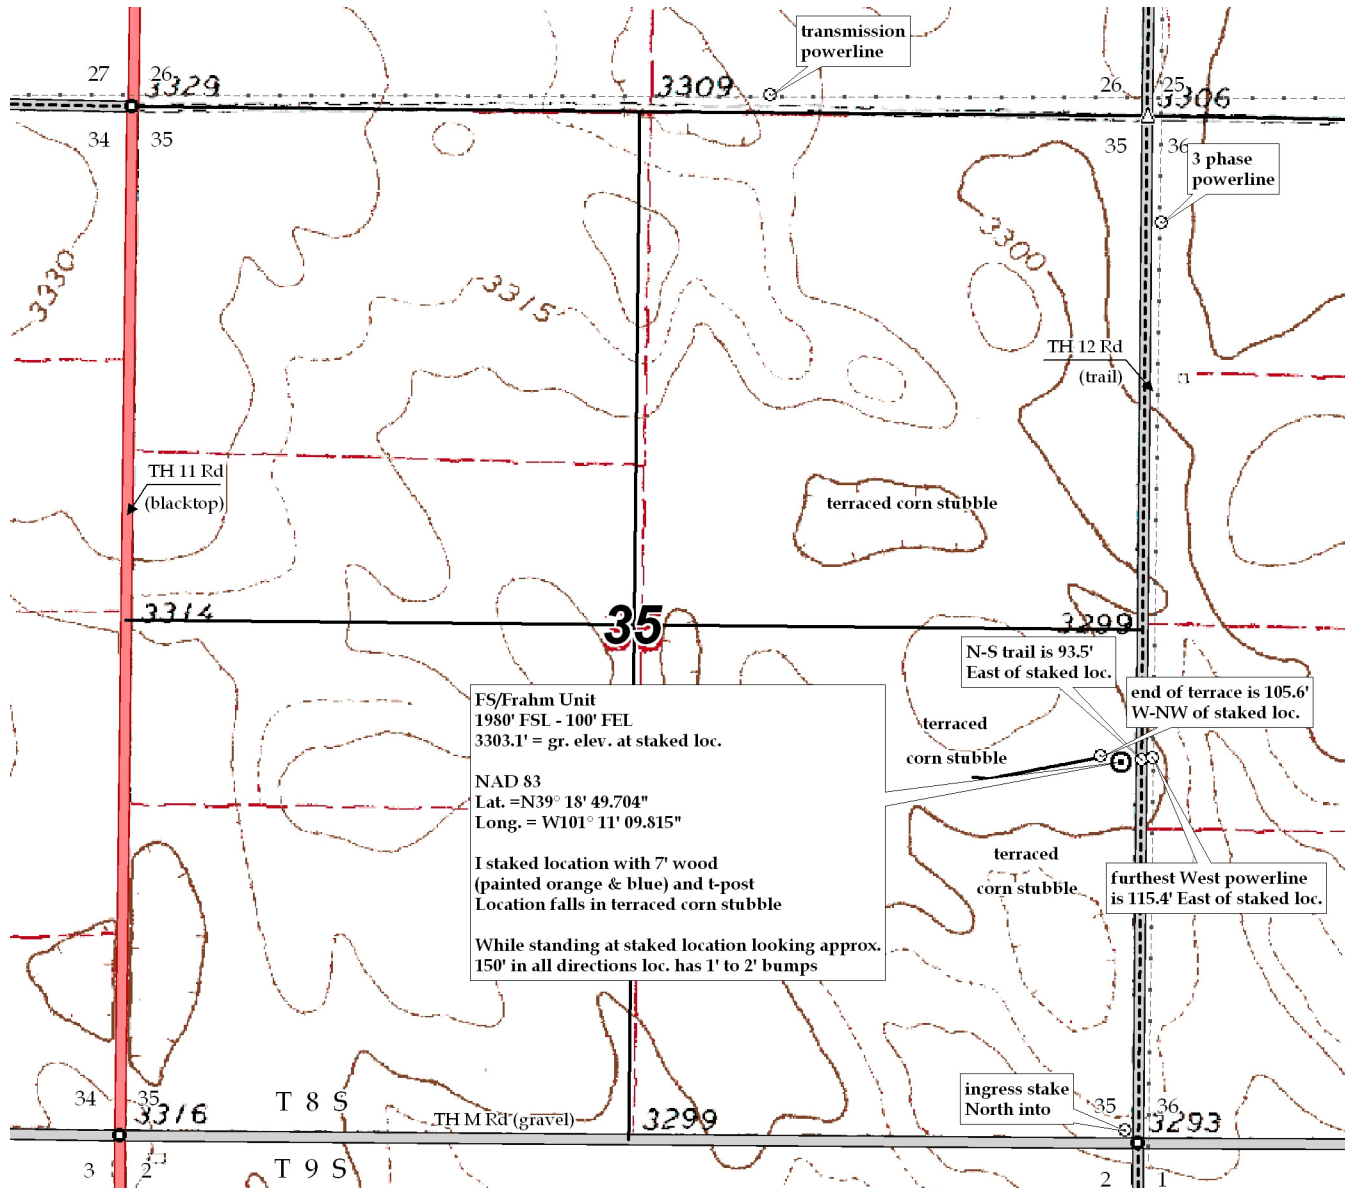 transmission
powerline
27
26
3329
3309
26
25
3306
34
35
35
36
3 phase
powerline
3300
3330
3315
TH 12 Rd
(trail)
TH 11 Rd
(blacktop)
terraced corn stubble
3314
35
3299
N-S trail is 93.5'
East of staked loc.
end of terrace is 105.6'
W-NW of staked loc.
FS/Frahm Unit
1980' FSL - 100' FEL
3303.1' = gr. elev. at staked loc.
NAD 83
Lat. =N39° 18' 49.704"
Long. = W101° 11' 09.815"
I staked location with 7' wood
(painted orange & blue) and t-post
Location falls in terraced corn stubble
While standing at staked location looking approx.
150' in all directions loc. has 1' to 2' bumps
terraced
corn stubble
terraced
corn stubble
furthest West powerline
is 115.4' East of staked loc.
ingress stake
North into
34
35
3316
T 8 S
TH M Rd (gravel)
3299
35
36
3293
3
2
T 9 S
2
1